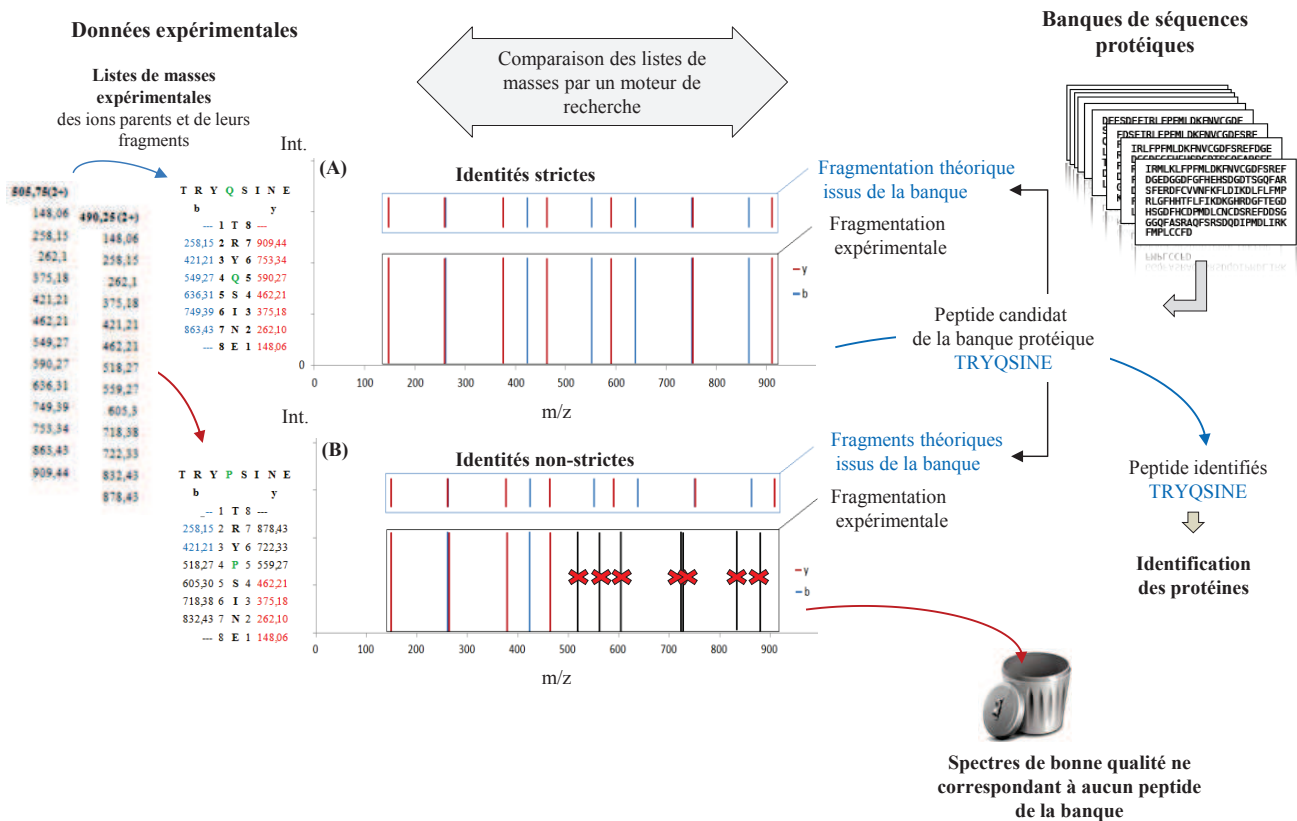 Données expérimentales
Comparaison des listes de
masses par un moteur de
recherche
Banques de séquences
protéiques
Listes de masses
expérimentales
des ions parents et de leurs
fragments
505,75(2+)
148,06
258,15
262,1
375,18
421,21
462,21
549,27
590,27
636,31
749,39
753,34
863,43
909,44
490,25(2+)
148,06
258,15
262,1
375,18
421,21
462,21
518,27
559,27
605,3
718,38
722,33
832,43
878,43
T R Y Q S I N E
b y
--- 1 T 8 ---
258,15 2 R 7 909,44
421,21 3 Y 6 753,34
549,27 4 Q 5 590,27
636,31 5 S 4 462,21
749,39 6 I 3 375,18
863,43 7 N 2 262,10
--- 8 E 1 148,06
Int.
(A)
Identités strictes
y
b
0
0 100 200 300 400 500 600 700 800 900
m/z
Fragmentation théorique
issus de la banque
Fragmentation
expérimentale
IRMLKLFPFMLDKFNVCGDFSREF
DGEDGGDFGFHEHSDGDTSGQFAR
SFERDFCVVNFKFLDIKDLFLFMP
RLGFHHTFLFIKDKGHRDGFTEGD
HSGDFHCDPMDLCNCDSREFDDSG
GGQFASRAQFSRSDQDIPMDLIRK
FMPLCCFD
Peptide candidat
de la banque protéique
TRYQSINE
T R Y P S I N E
b y
_-- 1 T 8 ---
258,15 2 R 7 878,43
421,21 3 Y 6 722,33
518,27 4 P 5 559,27
605,30 5 S 4 462,21
718,38 6 I 3 375,18
832,43 7 N 2 262,10
--- 8 E 1 148,06
Int.
(B)
Identités non-strictes
y
b
0 100 200 300 400 500 600 700 800 900
m/z
Fragments théoriques
issus de la banque
Fragmentation
expérimentale
Peptide identifiés
TRYQSINE
Identification
des protéines
Spectres de bonne qualité ne
correspondant à aucun peptide
de la banque